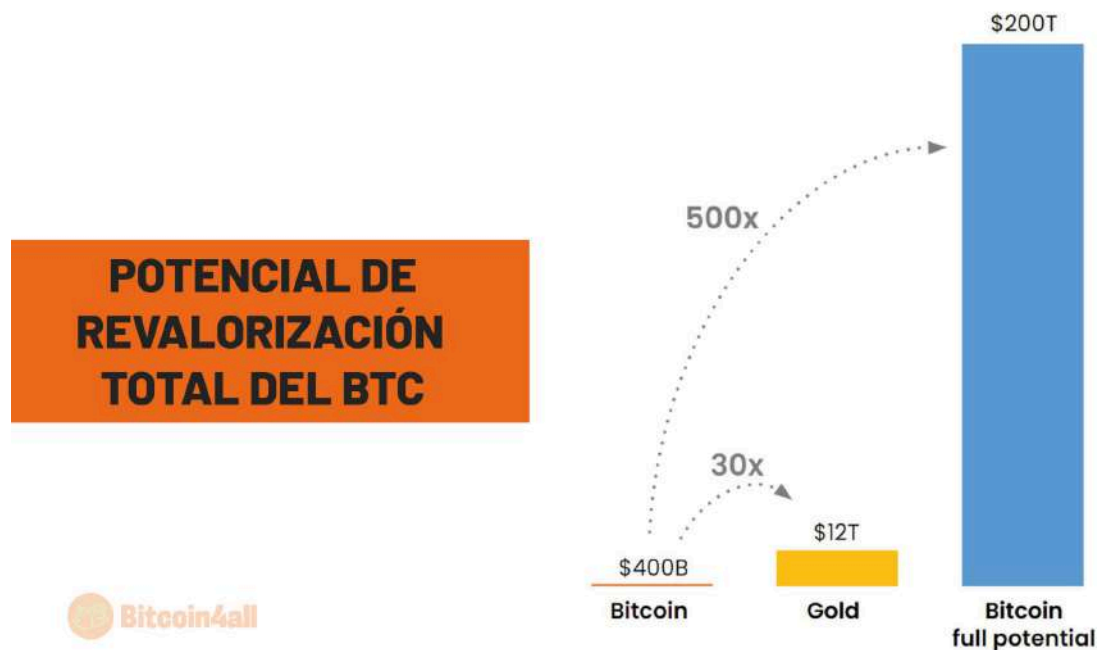 POTENCIAL DE
REVALORIZACIÓN
TOTAL DEL BTC
$200T
500x
30x
$12T
$400B
Bitcoin
Gold
Bitcoin
full potential
Bitcoin4all